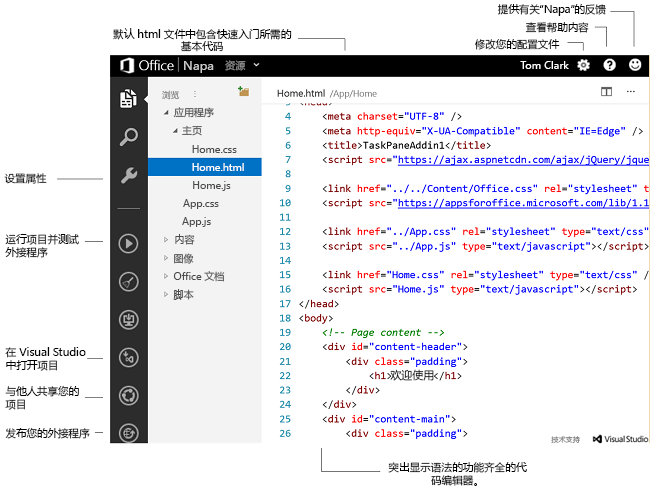 提供有关“Napa”的反馈
查看帮助内容
修改您的配置文件
默认 html 文件中包含快速入门所需的
基本代码
Office | Napa 资源
Tom Clark
浏览
Home.html /App/Home
应用程序
主页
Home.css
Home.html
Home.js
App.css
App.js
内容
图像
Office 文档
脚本
设置属性
运行项目并测试
外接程序
在 Visual Studio
中打开项目
与他人共享您的
项目
发布您的外接程序
3 <head>
4 <meta charset="UTF-8" />
5 <meta http-equiv="X-UA-Compatible" content="IE=Edge" />
6 <title>TaskPaneAddin1</title>
7 <script src="https://ajax.aspnetcdn.com/ajax/jQuery/jque
8
9 <link href="../../Content/Office.css" rel="stylesheet" t
10 <script src="https://appsforoffice.microsoft.com/lib/1.1
11
12 <link href="../App.css" rel="stylesheet" type="text/css"
13 <script src="../App.js" type="text/javascript"></script>
14
15 <link href="Home.css" rel="stylesheet" type="text/css" /
16 <script src="Home.js" type="text/javascript"></script>
17 </head>
18 <body>
19 <!-- Page content -->
20 <div id="content-header">
21 <div class="padding">
22 <h1>欢迎使用</h1>
23 </div>
24 </div>
25 <div id="content-main">
26 <div class="padding">
技术支持 Visual Studio
突出显示语法的功能齐全的代
码编辑器。